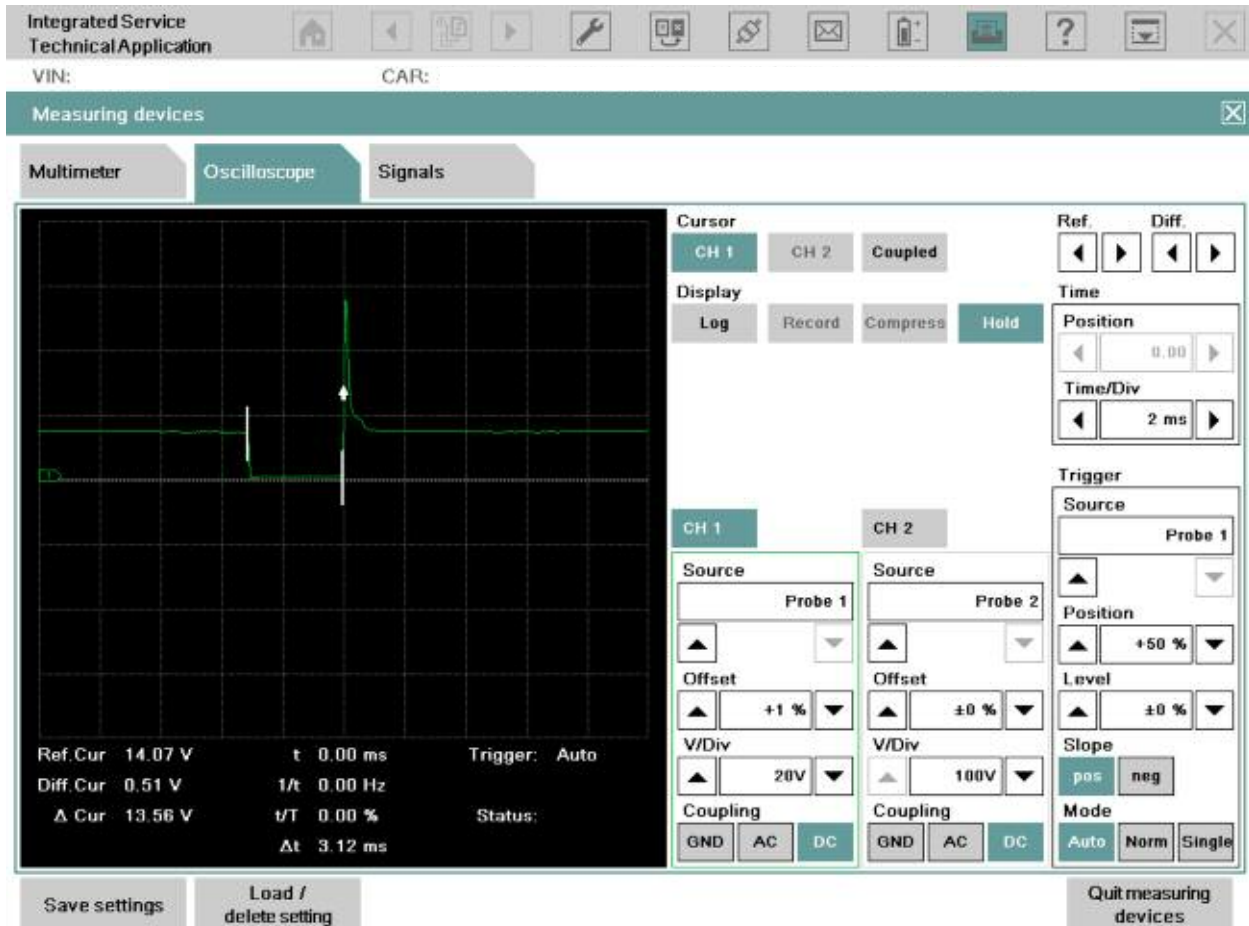 Integrated Service
Technical Application
?
VIN:
CAR:
Measuring devices
Multimeter
Oscilloscope
Signals
1
Ref.Cur 14.07 V t 0.00 ms Trigger: Auto
Diff.Cur 0.51 V 1/t 0.00 Hz
Δ Cur 13.56 V t/T 0.00 % Status:
Δt 3.12 ms
Cursor
CH 1 CH 2 Coupled
Display
Log Record Compress Hold
CH 1
Source
Probe 1
Offset
+1 %
V/Div
20V
Coupling
GND AC DC
CH 2
Source
Probe 2
Offset
±0 %
V/Div
100V
Coupling
GND AC DC
Ref. Diff.
Time
Position
0.00
Time/Div
2 ms
Trigger
Source
Probe 1
Position
+50 %
Level
±0 %
Slope
pos neg
Mode
Auto Norm Single
Save settings
Load /
delete setting
Quit measuring
devices